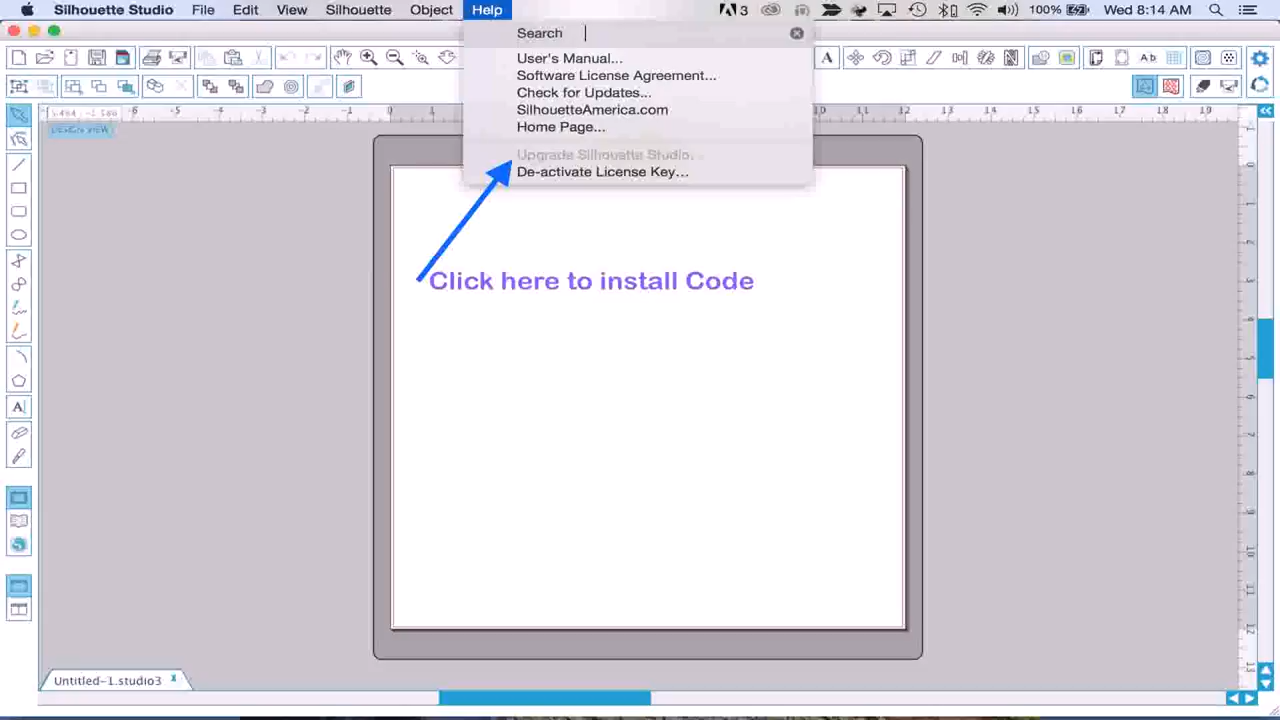 Silhouette Studio File Edit View Silhouette Object Help 3 100% Wed 8:14 AM
Search
User's Manual...
Software License Agreement...
Check for Updates...
SilhouetteAmerica.com
Home Page...
Upgrade Silhouette Studio...
De-activate License Key...
Click here to install Code
Untitled-1.studio3